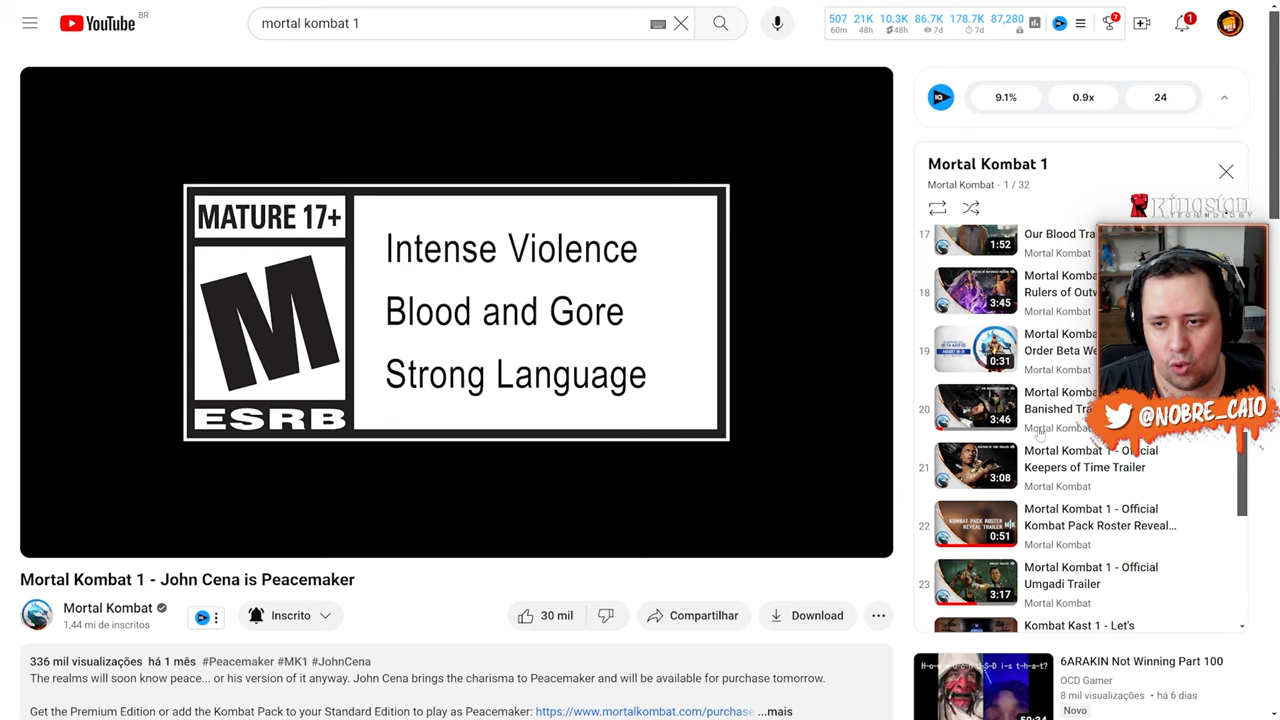 YouTube BR
mortal kombat 1
507 21K 10.3K 86.7K 178.7K 87,280
60m 48h 48h 7d 7d
7
1
MATURE 17+
M
ESRB
Intense Violence
Blood and Gore
Strong Language
IQ
9.1% 0.9x 24
Mortal Kombat 1
Mortal Kombat - 1 / 32
Kingsign
TECHNOLOGY
17
1:52
Our Blood Tra
Mortal Kombat
18
3:45
Mortal Komba
Rulers of Outw
Mortal Kombat
19
0:31
Mortal Komba
Order Beta We
Mortal Kombat
20
3:46
Mortal Komba
Banished Tra
Mortal Kombat
@NOBRE_CAIO
21
3:08
Mortal Kombat 1 - Official
Keepers of Time Trailer
Mortal Kombat
22
KOMBAT PACK ROSTER
REVEAL TRAILER
0:51
Mortal Kombat 1 - Official
Kombat Pack Roster Reveal...
Mortal Kombat
23
3:17
Mortal Kombat 1 - Official
Umgadi Trailer
Mortal Kombat
Kombat Kast 1 - Let's
Mortal Kombat 1 - John Cena is Peacemaker
Mortal Kombat
1,44 mi de inscritos
Inscrito
30 mil
Compartilhar
Download
336 mil visualizações há 1 mês #Peacemaker #MK1 #JohnCena
The realms will soon know peace... or his version of it anyway. John Cena brings the charisma to Peacemaker and will be available for purchase tomorrow.
Get the Premium Edition or add the Kombat Pack to your Standard Edition to play as Peacemaker: https://www.mortalkombat.com/purchase ...mais
H-o-w m-u-c-h U-S-D i-s t-h-a-t?
50:34
6ARAKIN Not Winning Part 100
OCD Gamer
8 mil visualizações • há 6 dias
Novo